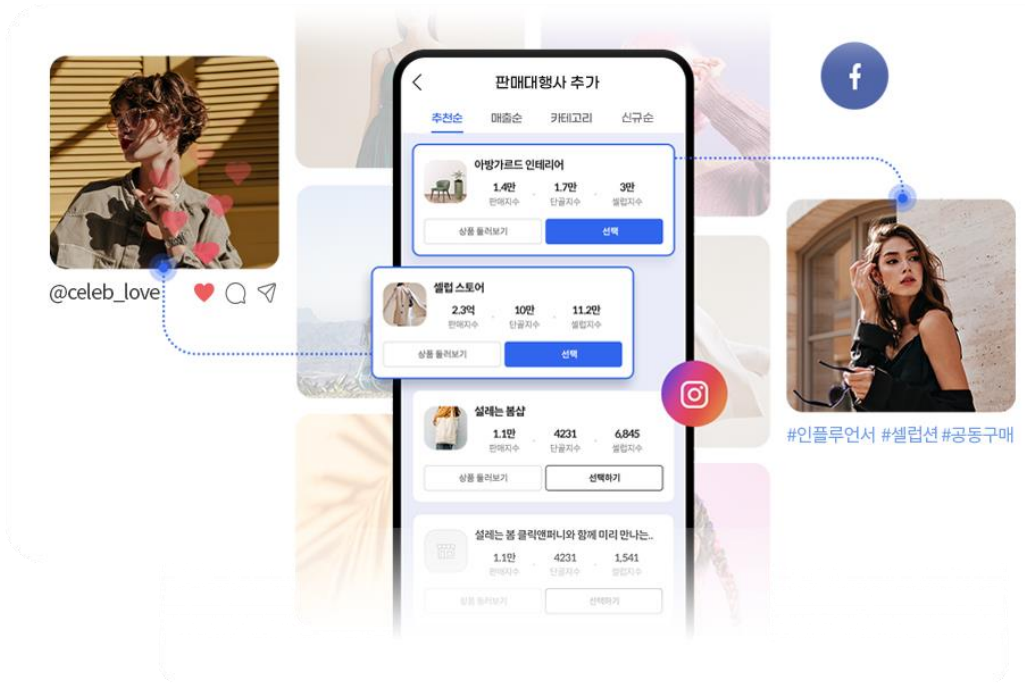 판매대행사 추가
추천순 매출순 카테고리 신규순
아방가르드 인테리어
1.4만 1.7만 3만
판매지수 단골지수 셀럽지수
상품 둘러보기 선택
@celeb_love
셀럽 스토어
2.3억 10만 11.2만
판매지수 단골지수 셀럽지수
상품 둘러보기 선택
설레는 봄샵
1.1만 4231 6,845
판매지수 단골지수 셀럽지수
상품 둘러보기 선택하기
#인플루언서 #셀럽션 #공동구매
설레는 봄 클릭앤퍼니와 함께 미리 만나는..
1.1만 4231 1,541
판매지수 단골지수 셀럽지수
상품 둘러보기 선택하기